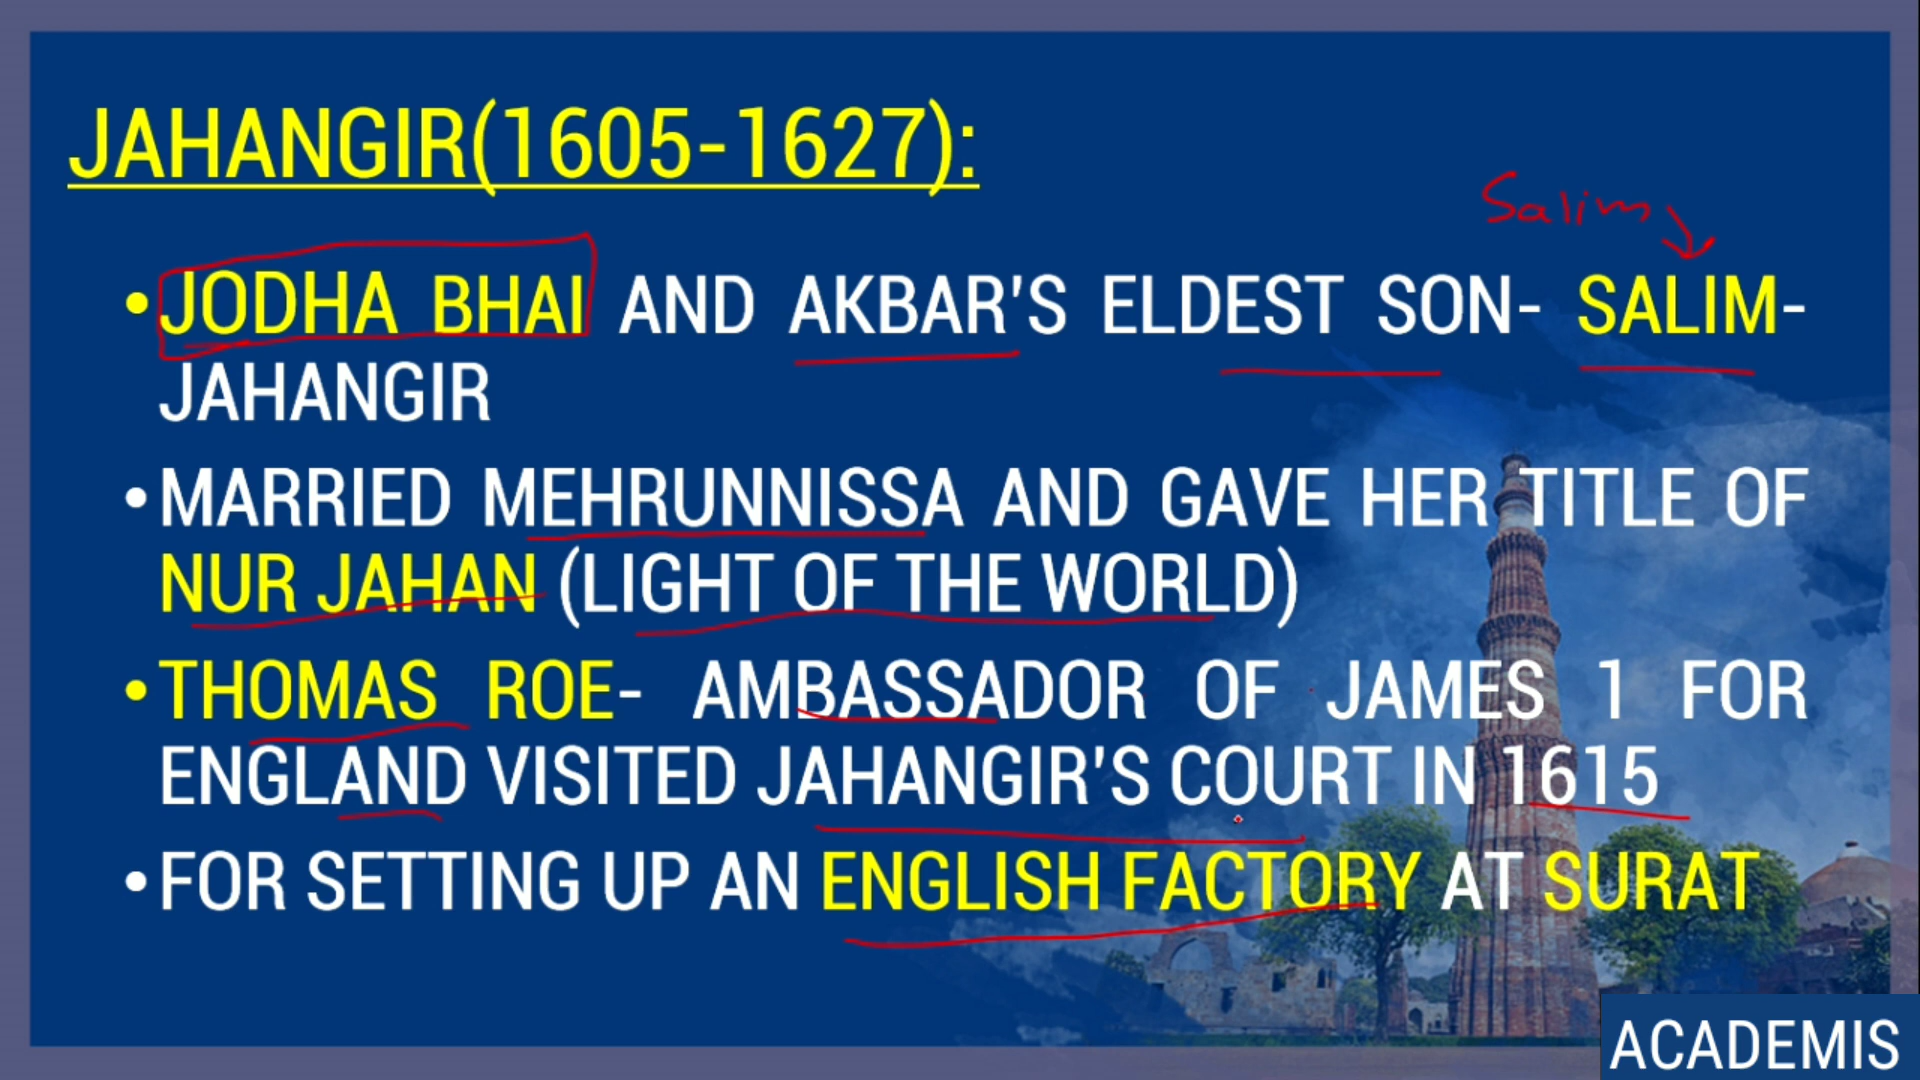 JAHANGIR(1605-1627):
Salim
•JODHA BHAI AND AKBAR'S ELDEST SON- SALIM-
JAHANGIR
•MARRIED MEHRUNNISSA AND GAVE HER TITLE OF
NUR JAHAN (LIGHT OF THE WORLD)
•THOMAS ROE- AMBASSADOR OF JAMES 1 FOR
ENGLAND VISITED JAHANGIR'S COURT IN 1615
•FOR SETTING UP AN ENGLISH FACTORY AT SURAT
ACADEMIS